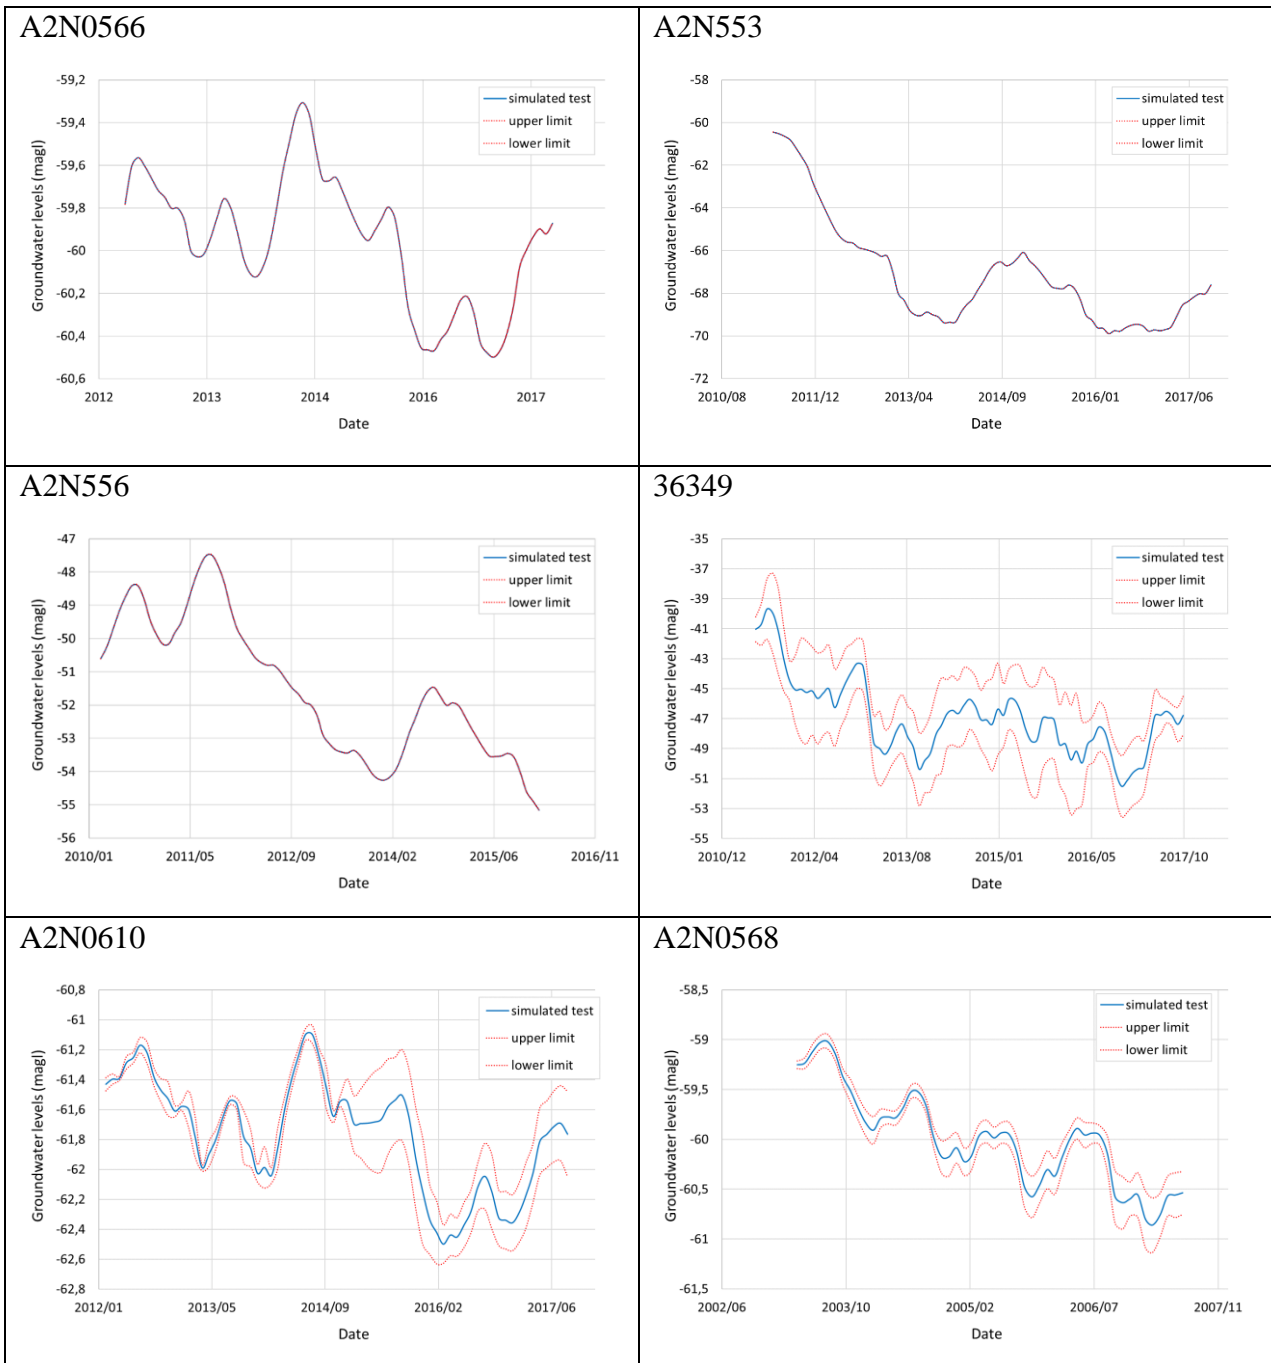 A2N0566
-59,2
-59,4
-59,6
-59,8
-60
-60,2
-60,4
-60,6
Groundwater levels (magl)
simulated test
upper limit
lower limit
2012 2013 2014 2016 2017
Date
A2N553
-58
-60
-62
-64
-66
-68
-70
-72
Groundwater levels (magl)
simulated test
upper limit
lower limit
2010/08 2011/12 2013/04 2014/09 2016/01 2017/06
Date
A2N556
-47
-48
-49
-50
-51
-52
-53
-54
-55
-56
Groundwater levels (magl)
simulated test
upper limit
lower limit
2010/01 2011/05 2012/09 2014/02 2015/06 2016/11
Date
36349
-35
-37
-39
-41
-43
-45
-47
-49
-51
-53
-55
Groundwater levels (magl)
simulated test
upper limit
lower limit
2010/12 2012/04 2013/08 2015/01 2016/05 2017/10
Date
A2N0610
-60,8
-61
-61,2
-61,4
-61,6
-61,8
-62
-62,2
-62,4
-62,6
-62,8
Groundwater levels (magl)
simulated test
upper limit
lower limit
2012/01 2013/05 2014/09 2016/02 2017/06
Date
A2N0568
-58,5
-59
-59,5
-60
-60,5
-61
-61,5
Groundwater levels (magl)
simulated test
upper limit
lower limit
2002/06 2003/10 2005/02 2006/07 2007/11
Date